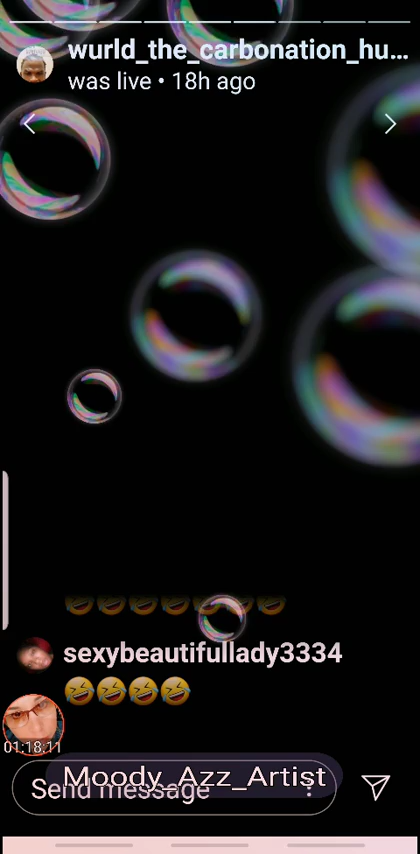 wurld_the_carbonation_hu...
was live • 18h ago
sexybeautifullady3334
01:18:11
Moody_Azz_Artist
Send message